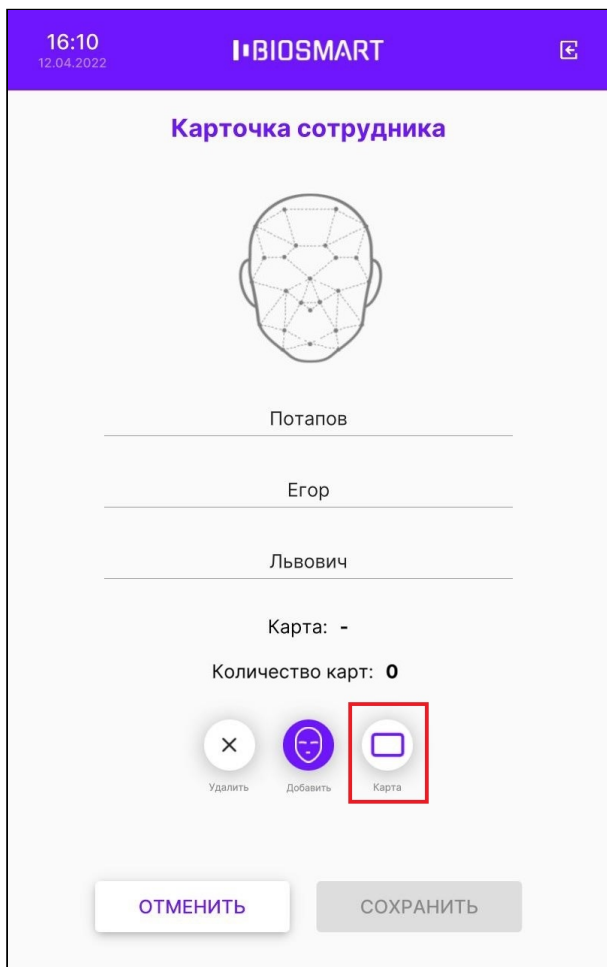 16:10
BIOSMART
12.04.2022
Карточка сотрудника
Потапов
Егор
Львович
Карта: -
Количество карт: 0
Удалить Добавить Карта
ОТМЕНИТЬ СОХРАНИТЬ